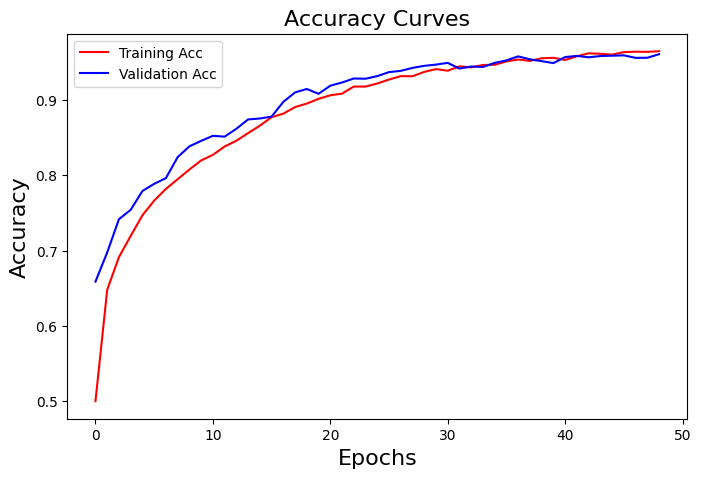 Accuracy Curves
Training Acc
Validation Acc
0.9
0.8
0.7
0.6
0.5
Accuracy
0 10 20 30 40 50
Epochs